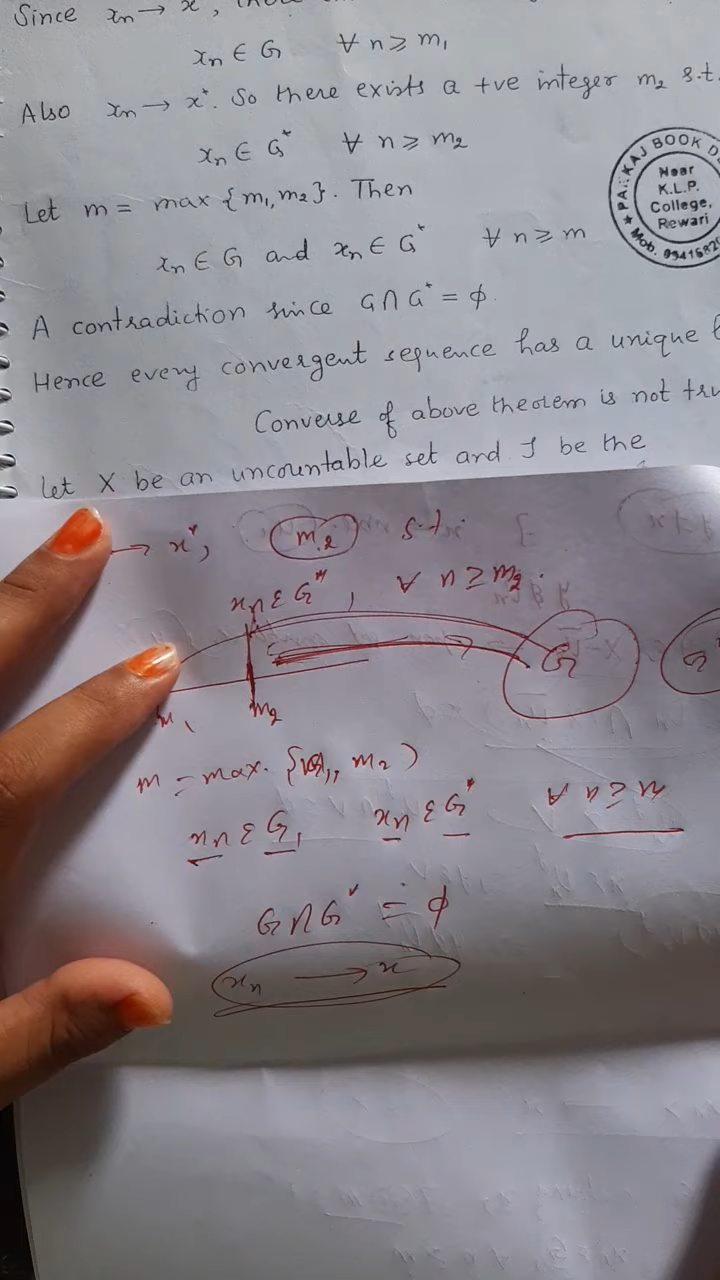 Since xₙ → x,
xₙ ∈ G ∀ n ≥ m₁
Also xₙ → x*. So there exists a +ve integer m₂ s.t.
xₙ ∈ G* ∀ n ≥ m₂
Let m = max {m₁, m₂}. Then
xₙ ∈ G and xₙ ∈ G* ∀ n ≥ m
A contradiction since G ∩ G* = ϕ.
Hence every convergent sequence has a unique
Converse of above theorem is not
Let X be an uncountable set and J be the
BOOK
Near
K.L.P.
College,
Rewari
Mob.
→ x*, m₂ s.t.
xₙ ∈ G*, ∀ n ≥ m₂.
G
G
m₁ m₂
m = max. {m₁, m₂)
xₙ ∈ G, xₙ ∈ G* ∀ n ≥ m
G ∩ G* = ϕ
xₙ → x